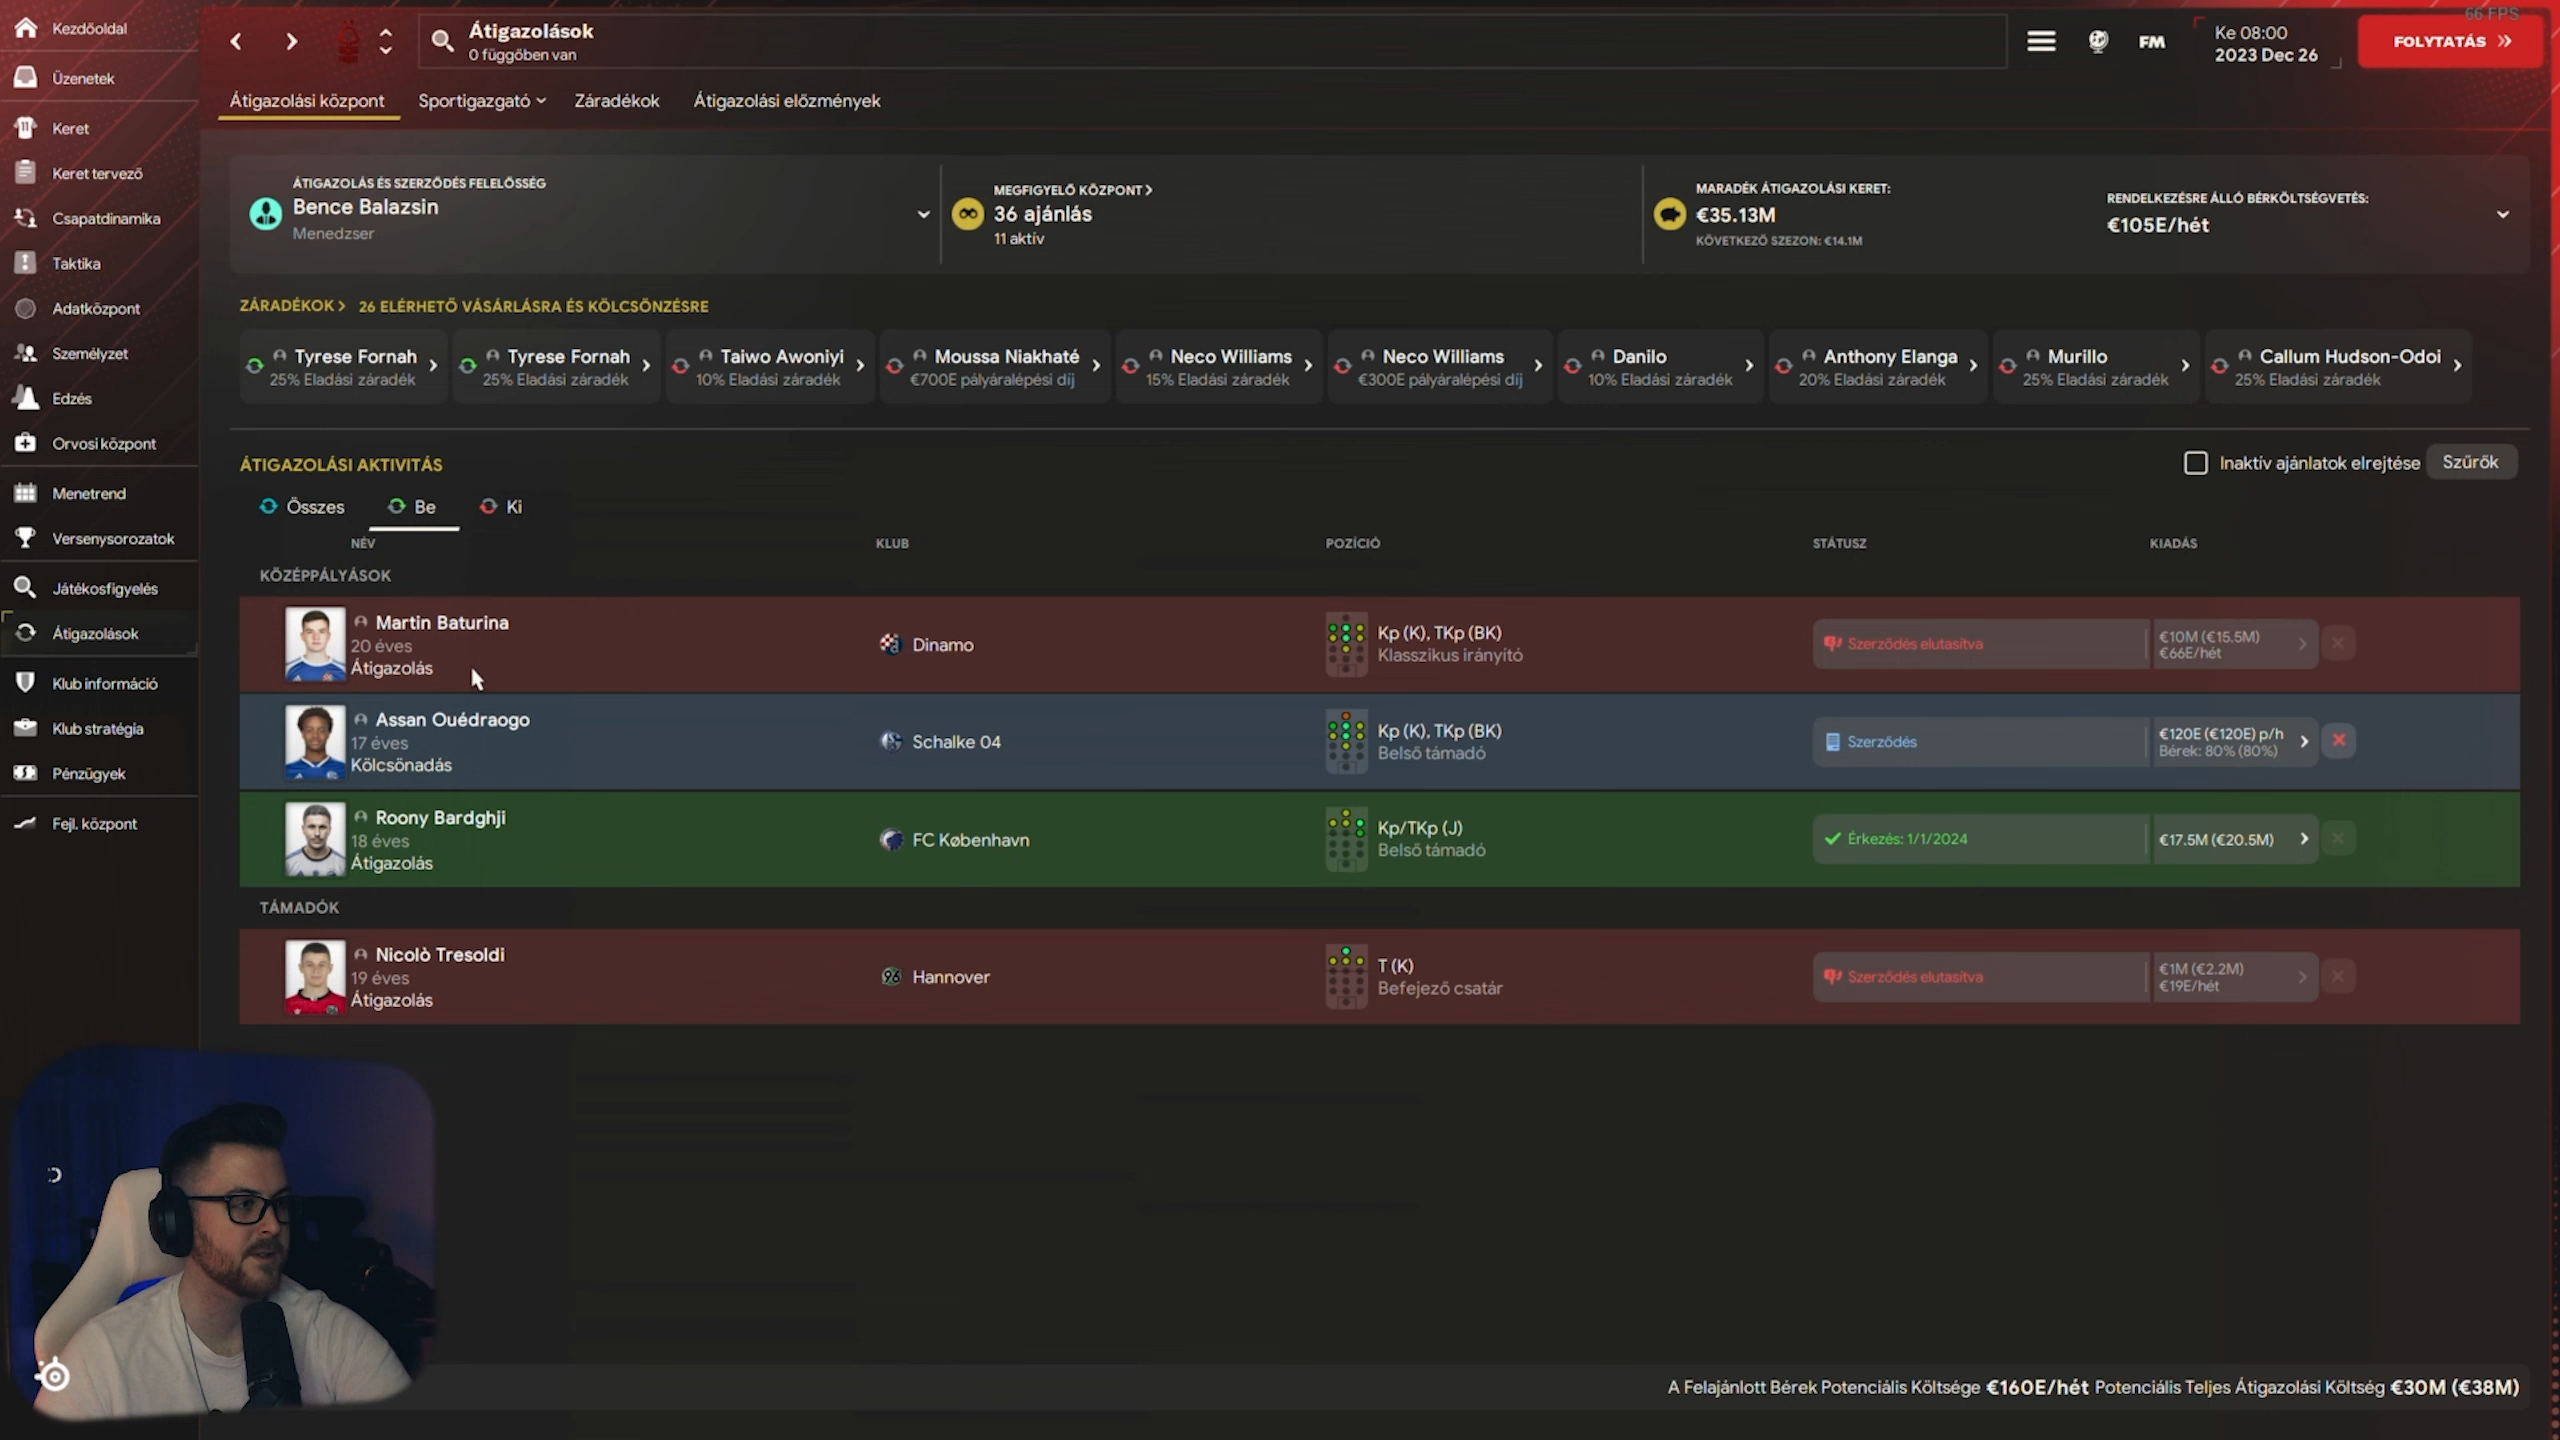 66 FPS
Kezdőoldal
Üzenetek
Keret
Keret tervező
Csapatdinamika
Taktika
Adatközpont
Személyzet
Edzés
Orvosi központ
Menetrend
Versenysorozatok
Játékosfigyelés
Átigazolások
Klub információ
Klub stratégia
Pénzügyek
Fejl. központ
Átigazolások
0 függőben van
FM
Ke 08:00
2023 Dec 26
FOLYTATÁS
Átigazolási központ Sportigazgató Záradékok Átigazolási előzmények
ÁTIGAZOLÁS ÉS SZERZŐDÉS FELELŐSSÉG
Bence Balazsin
Menedzser
MEGFIGYELŐ KÖZPONT >
36 ajánlás
11 aktív
MARADÉK ÁTIGAZOLÁSI KERET:
€35.13M
KÖVETKEZŐ SZEZON: €14.1M
RENDELKEZÉSRE ÁLLÓ BÉRKÖLTSÉGVETÉS:
€105E/hét
ZÁRADÉKOK > 26 ELÉRHETŐ VÁSÁRLÁSRA ÉS KÖLCSÖNZÉSRE
Tyrese Fornah
25% Eladási záradék
Tyrese Fornah
25% Eladási záradék
Taiwo Awoniyi
10% Eladási záradék
Moussa Niakhaté
€700E pályáralépési díj
Neco Williams
15% Eladási záradék
Neco Williams
€300E pályáralépési díj
Danilo
10% Eladási záradék
Anthony Elanga
20% Eladási záradék
Murillo
25% Eladási záradék
Callum Hudson-Odoi
25% Eladási záradék
ÁTIGAZOLÁSI AKTIVITÁS
Inaktív ajánlatok elrejtése Szűrők
Összes Be Ki
NÉV KLUB POZÍCIÓ STÁTUSZ KIADÁS
KÖZÉPPÁLYÁSOK
Martin Baturina
20 éves
Átigazolás
Dinamo
Kp (K), TKp (BK)
Klasszikus irányító
Szerződés elutasítva
€10M (€15.5M)
€66E/hét
Assan Ouédraogo
17 éves
Kölcsönadás
Schalke 04
Kp (K), TKp (BK)
Belső támadó
Szerződés
€120E (€120E) p/h
Bérek: 80% (80%)
Roony Bardghji
18 éves
Átigazolás
FC København
Kp/TKp (J)
Belső támadó
Érkezés: 1/1/2024
€17.5M (€20.5M)
TÁMADÓK
Nicolò Tresoldi
19 éves
Átigazolás
Hannover
T (K)
Befejező csatár
Szerződés elutasítva
€1M (€2.2M)
€19E/hét
A Felajánlott Bérek Potenciális Költsége €160E/hét Potenciális Teljes Átigazolási Költség €30M (€38M)